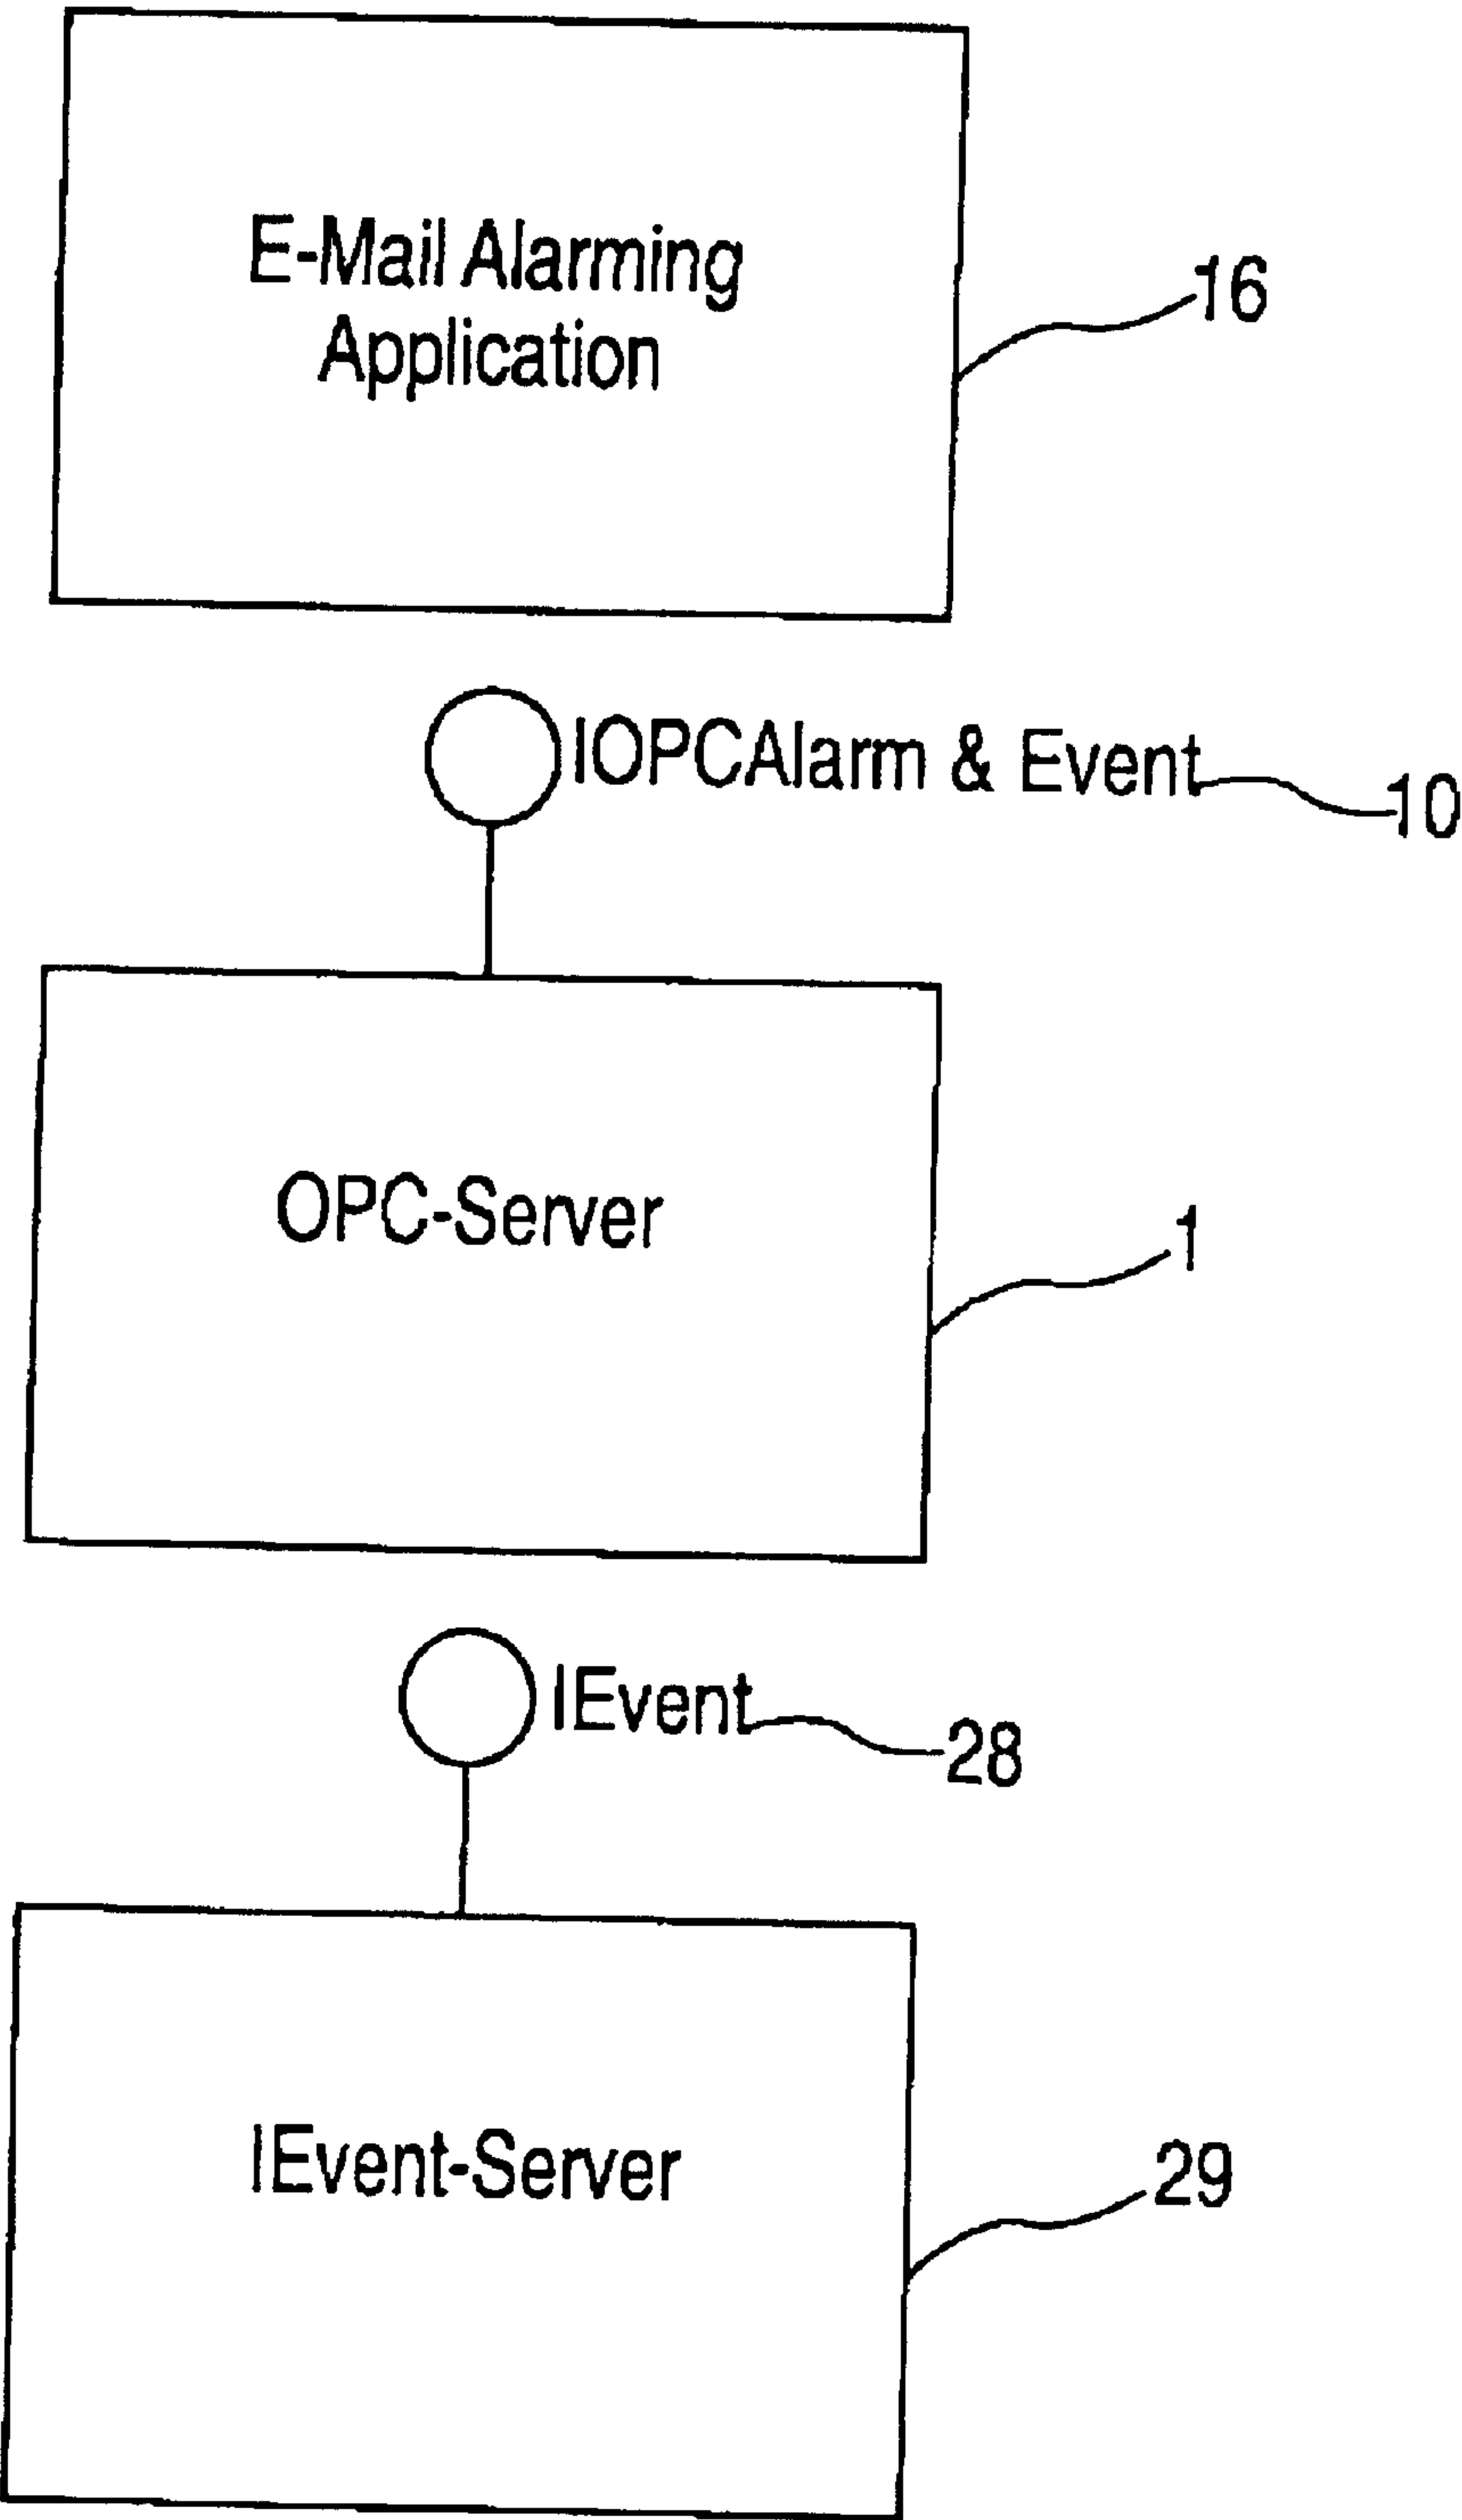 E-Mail Alarming
Application
16
IOPCAlarm & Event
10
OPC-Server
1
IEvent
28
IEvent-Server
29